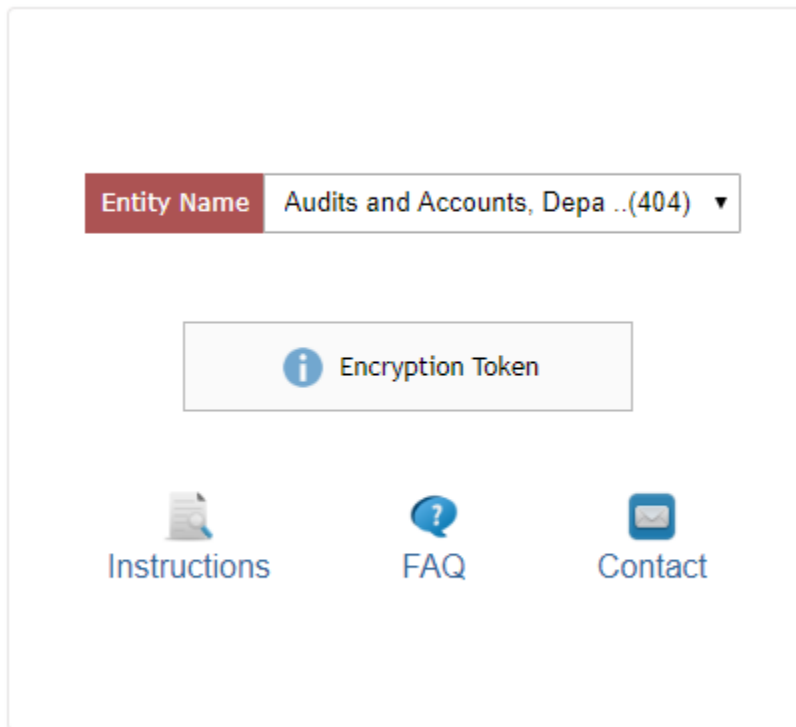 Entity Name Audits and Accounts, Depa ..(404)
Encryption Token
Instructions FAQ Contact